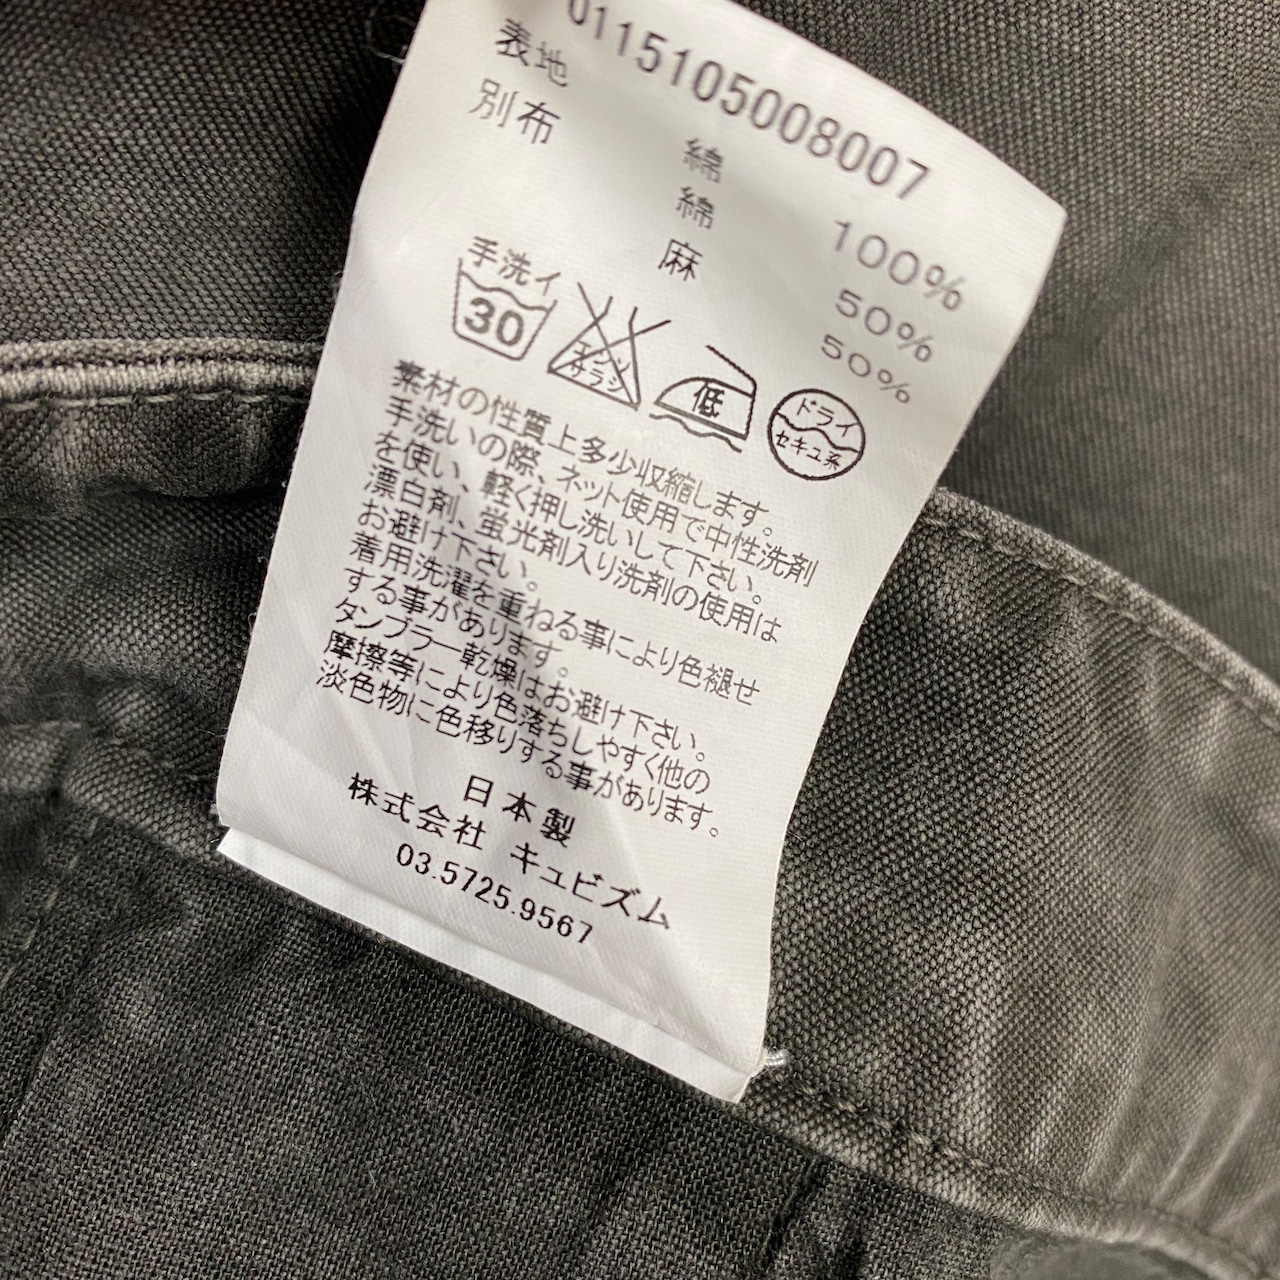 0115105008007
表地 綿 100%
別布 綿 50%
麻 50%
手洗イ
30
エンソサラシ
低
ドライ
セキユ系
素材の性質上多少収縮します。
手洗いの際、ネット使用で中性洗剤
を使い、軽く押し洗いして下さい。
漂白剤、蛍光剤入り洗剤の使用は
お避け下さい。
着用洗濯を重ねる事により色褪せ
する事があります。
タンブラー乾燥はお避け下さい。
摩擦等により色落ちしやすく他の
淡色物に色移りする事があります。
日本製
株式会社 キュビズム
03.5725.9567